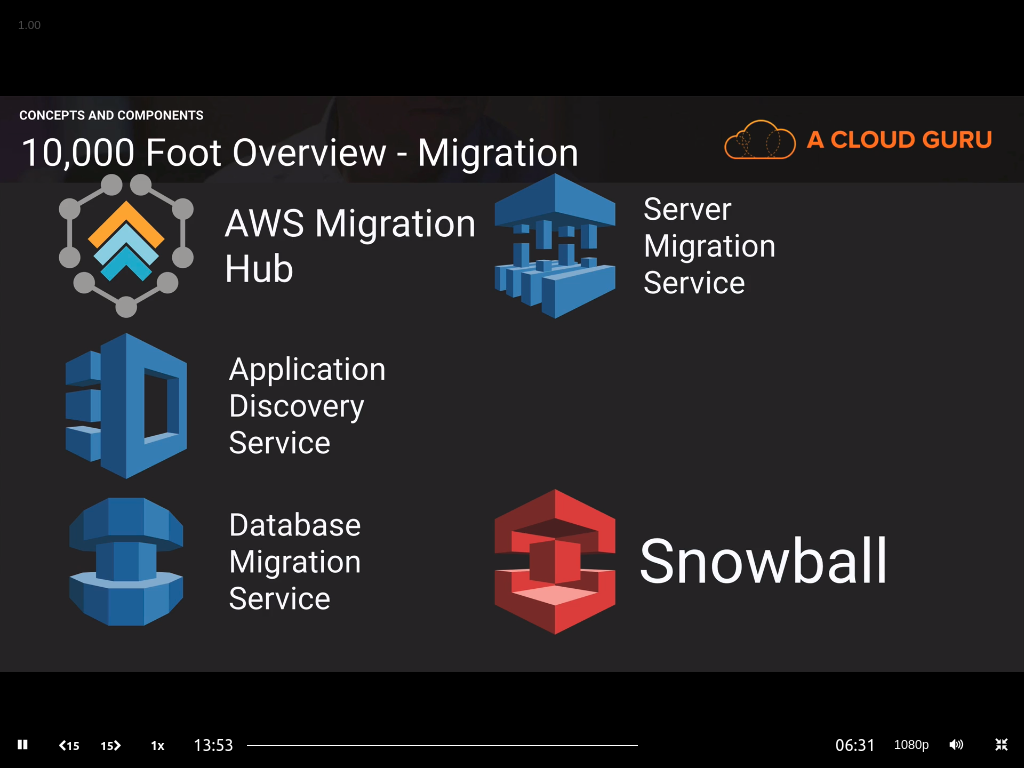 1.00
CONCEPTS AND COMPONENTS
10,000 Foot Overview - Migration
A CLOUD GURU
AWS Migration
Hub
Server
Migration
Service
Application
Discovery
Service
Database
Migration
Service
Snowball
15
15
1x
13:53
06:31
1080p